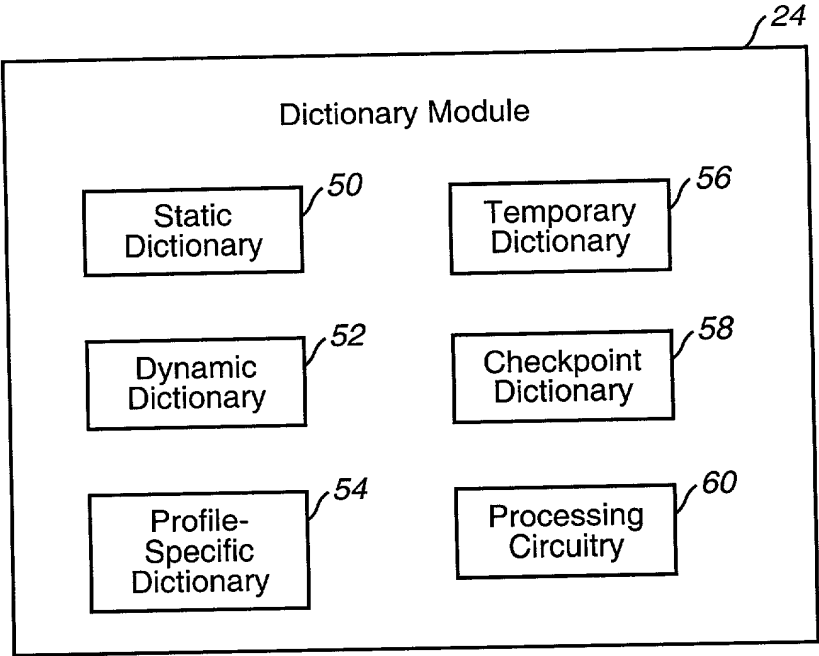 24
Dictionary Module
50
Static
Dictionary
56
Temporary
Dictionary
52
Dynamic
Dictionary
58
Checkpoint
Dictionary
54
Profile-
Specific
Dictionary
60
Processing
Circuitry